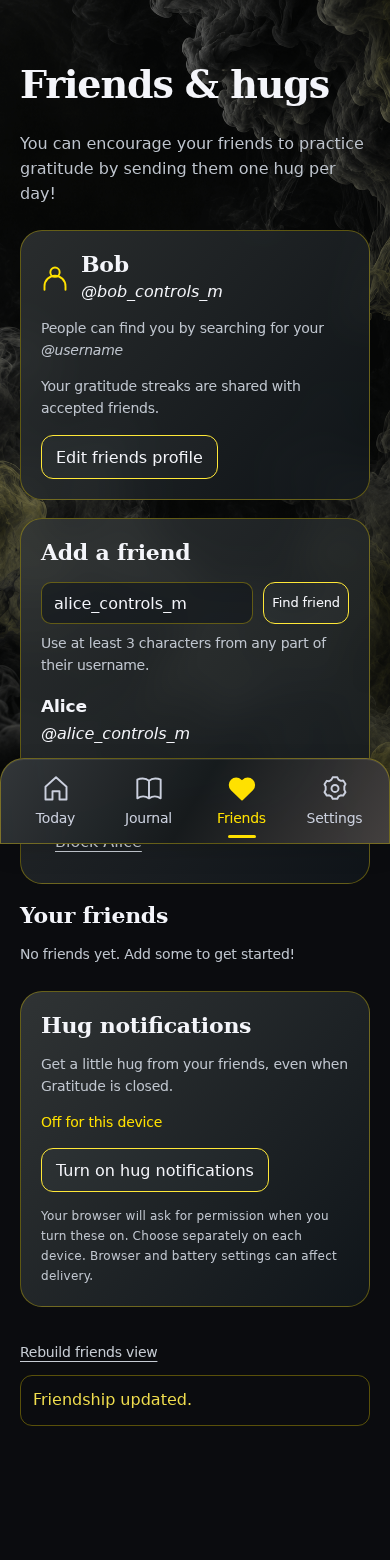 Friends & hugs
You can encourage your friends to practice
gratitude by sending them one hug per
day!
Bob
@bob_controls_m
People can find you by searching for your
@username
Your gratitude streaks are shared with
accepted friends.
Edit friends profile
Add a friend
alice_controls_m
Find friend
Use at least 3 characters from any part of
their username.
Alice
@alice_controls_m
Today
Journal
Friends
Settings
Block Alice
Your friends
No friends yet. Add some to get started!
Hug notifications
Get a little hug from your friends, even when
Gratitude is closed.
Off for this device
Turn on hug notifications
Your browser will ask for permission when you
turn these on. Choose separately on each
device. Browser and battery settings can affect
delivery.
Rebuild friends view
Friendship updated.